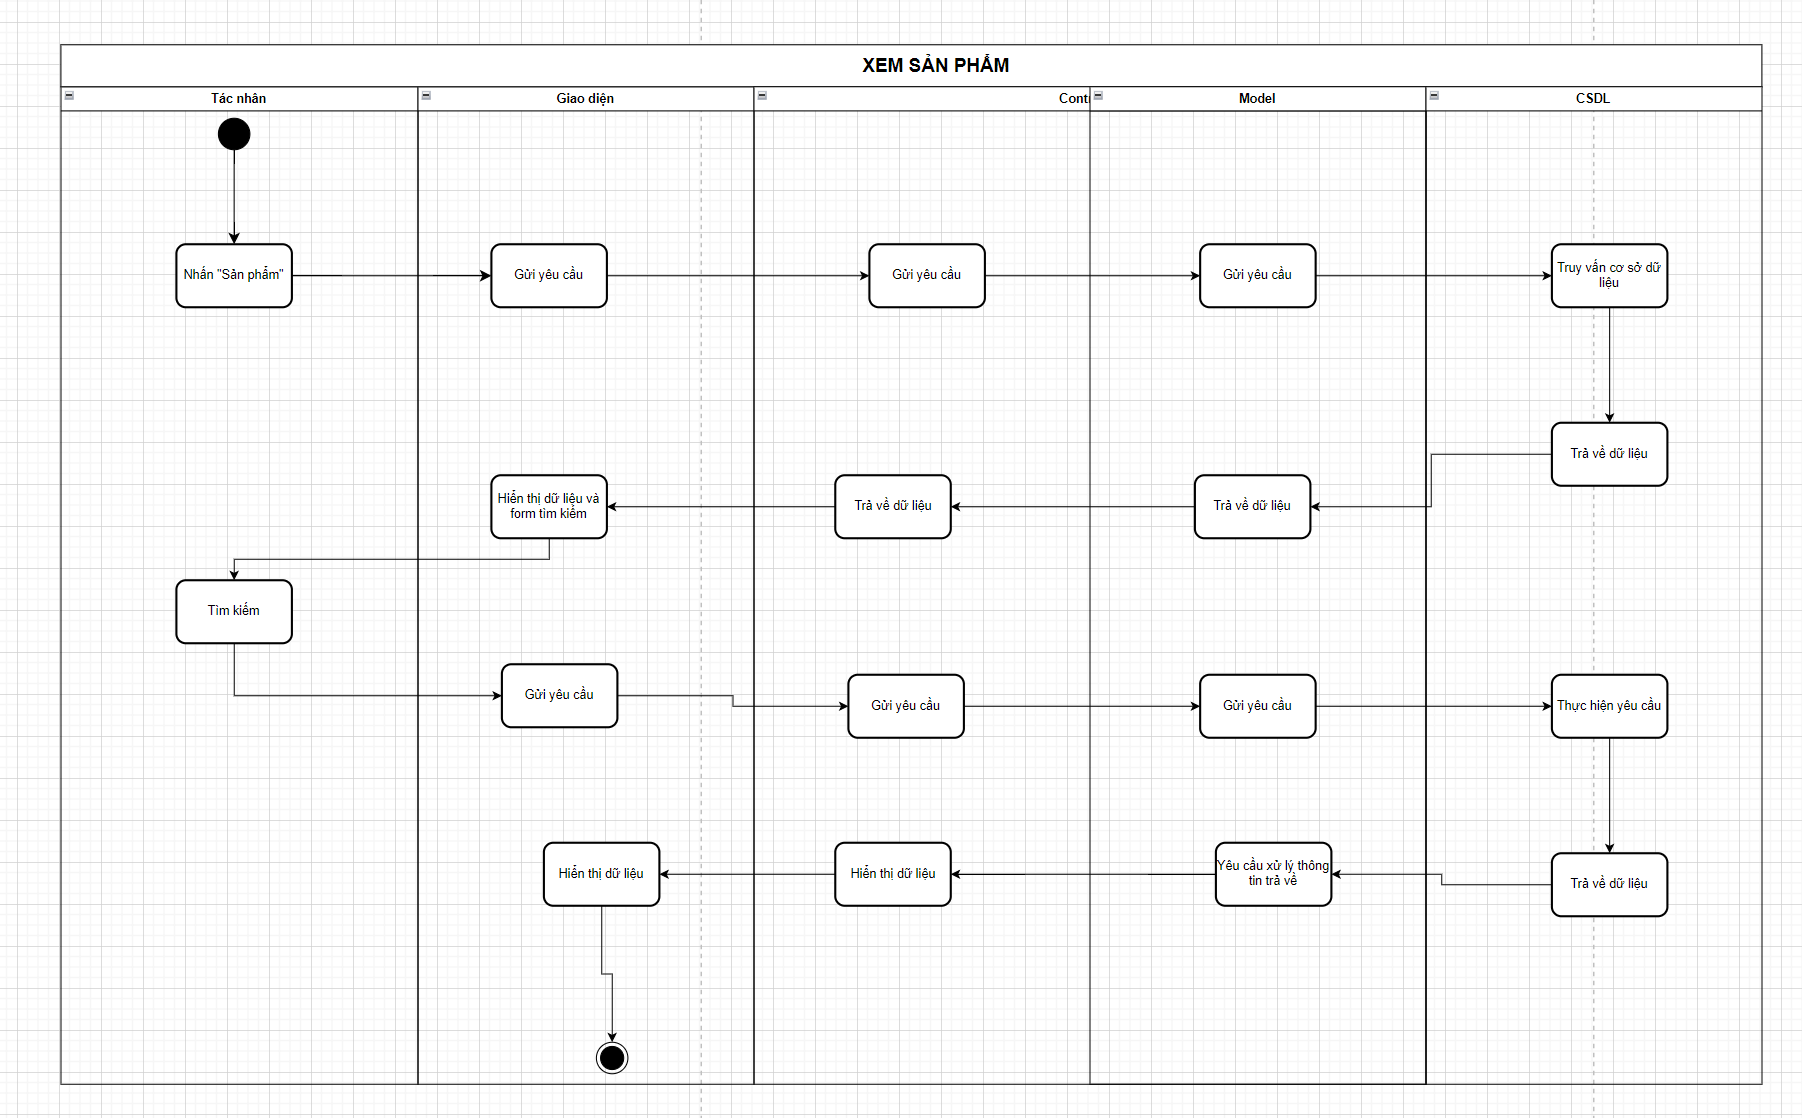 XEM SẢN PHẨM
Tác nhân
Giao diện
Cont
Model
CSDL
Nhấn "Sản phẩm"
Gửi yêu cầu
Gửi yêu cầu
Gửi yêu cầu
Truy vấn cơ sở dữ
liệu
Trả về dữ liệu
Hiển thị dữ liệu và
form tìm kiếm
Trả về dữ liệu
Trả về dữ liệu
Tìm kiếm
Gửi yêu cầu
Gửi yêu cầu
Gửi yêu cầu
Thực hiện yêu cầu
Hiển thị dữ liệu
Hiển thị dữ liệu
Yêu cầu xử lý thông
tin trả về
Trả về dữ liệu